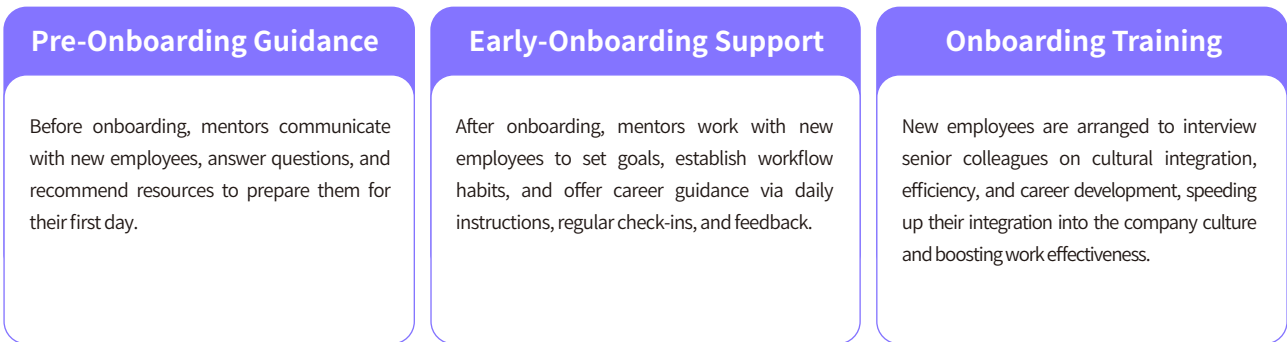 Pre-Onboarding Guidance
Before onboarding, mentors communicate
with new employees, answer questions, and
recommend resources to prepare them for
their first day.
Early-Onboarding Support
After onboarding, mentors work with new
employees to set goals, establish workflow
habits, and offer career guidance via daily
instructions, regular check-ins, and feedback.
Onboarding Training
New employees are arranged to interview
senior colleagues on cultural integration,
efficiency, and career development, speeding
up their integration into the company culture
and boosting work effectiveness.